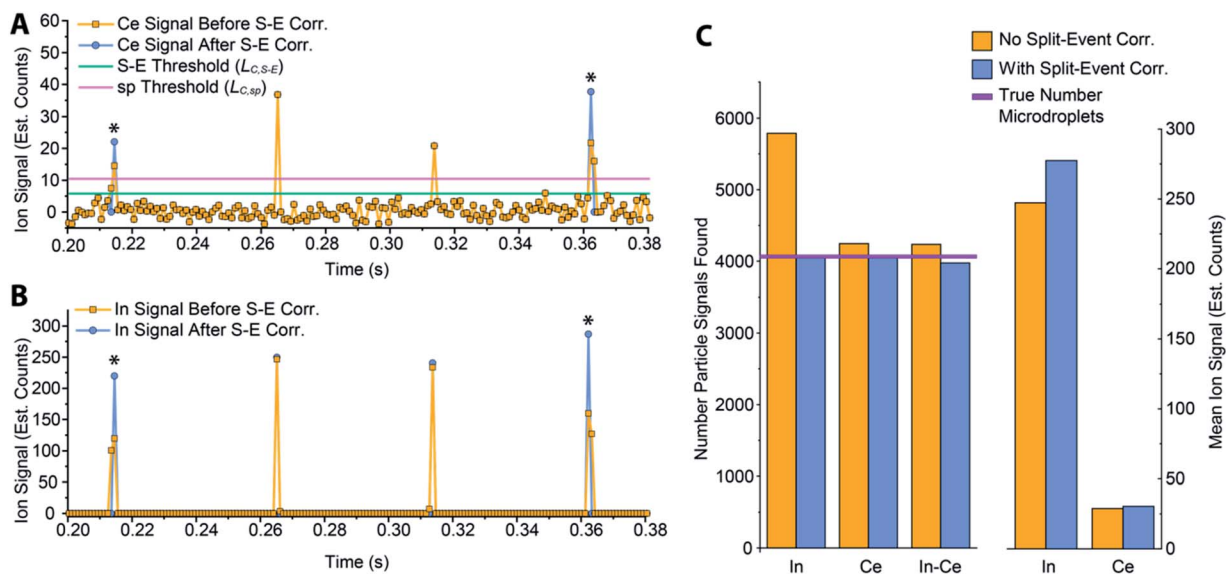 A
Ion Signal (Est. Counts)
60
50
40
30
20
10
0
Ce Signal Before S-E Corr.
Ce Signal After S-E Corr.
S-E Threshold (L_C,S-E)
sp Threshold (L_C,sp)
*
*
0.20 0.22 0.24 0.26 0.28 0.30 0.32 0.34 0.36 0.38
Time (s)
B
Ion Signal (Est. Counts)
300
250
200
150
100
50
0
In Signal Before S-E Corr.
In Signal After S-E Corr.
*
*
0.20 0.22 0.24 0.26 0.28 0.30 0.32 0.34 0.36 0.38
Time (s)
C
No Split-Event Corr.
With Split-Event Corr.
True Number
Microdroplets
Number Particle Signals Found
6000
5000
4000
3000
2000
1000
0
In Ce In-Ce
In Ce
300
250
200
150
100
50
0
Mean Ion Signal (Est. Counts)